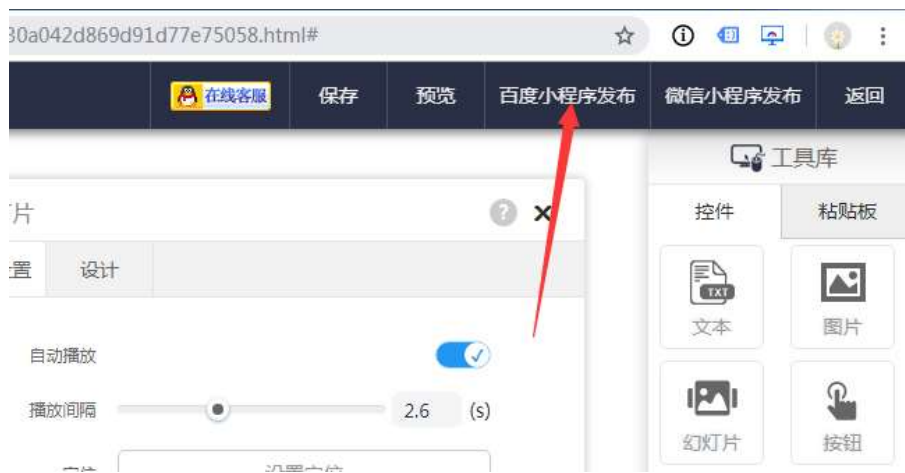 30a042d869d91d77e75058.html#
在线客服 保存 预览 百度小程序发布 微信小程序发布 返回
工具库
片 ? ×
控件 粘贴板
置 设计
TXT
文本 图片
自动播放
播放间隔 2.6 (s)
幻灯片 按钮